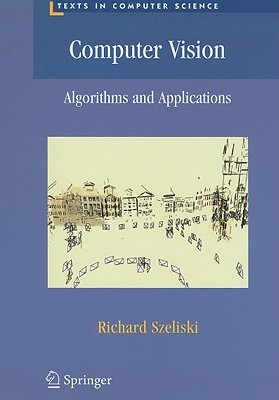 TEXTS IN COMPUTER SCIENCE
Computer Vision
Algorithms and Applications
Richard Szeliski
Springer